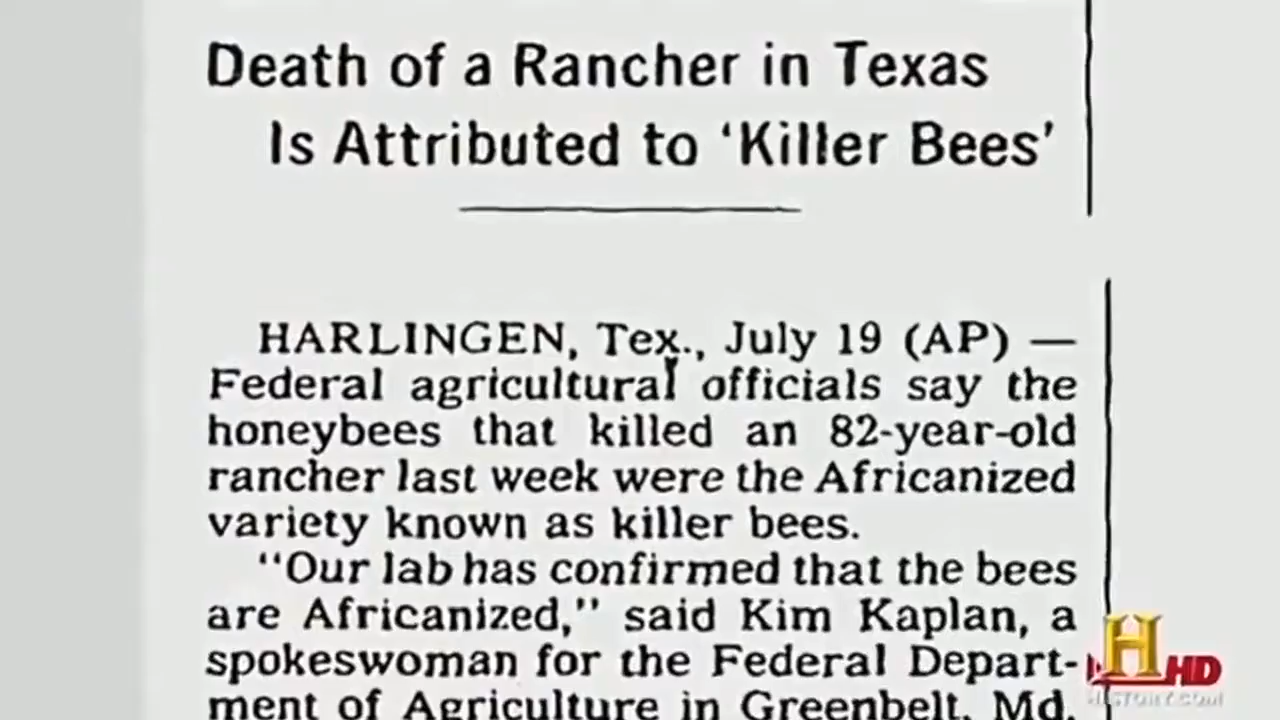 Death of a Rancher in Texas
Is Attributed to 'Killer Bees'
HARLINGEN, Tex., July 19 (AP) —
Federal agricultural officials say the
honeybees that killed an 82-year-old
rancher last week were the Africanized
variety known as killer bees.
"Our lab has confirmed that the bees
are Africanized," said Kim Kaplan, a
spokeswoman for the Federal Depart-
ment of Agriculture in Greenbelt, Md.
H HD
HISTORY.COM